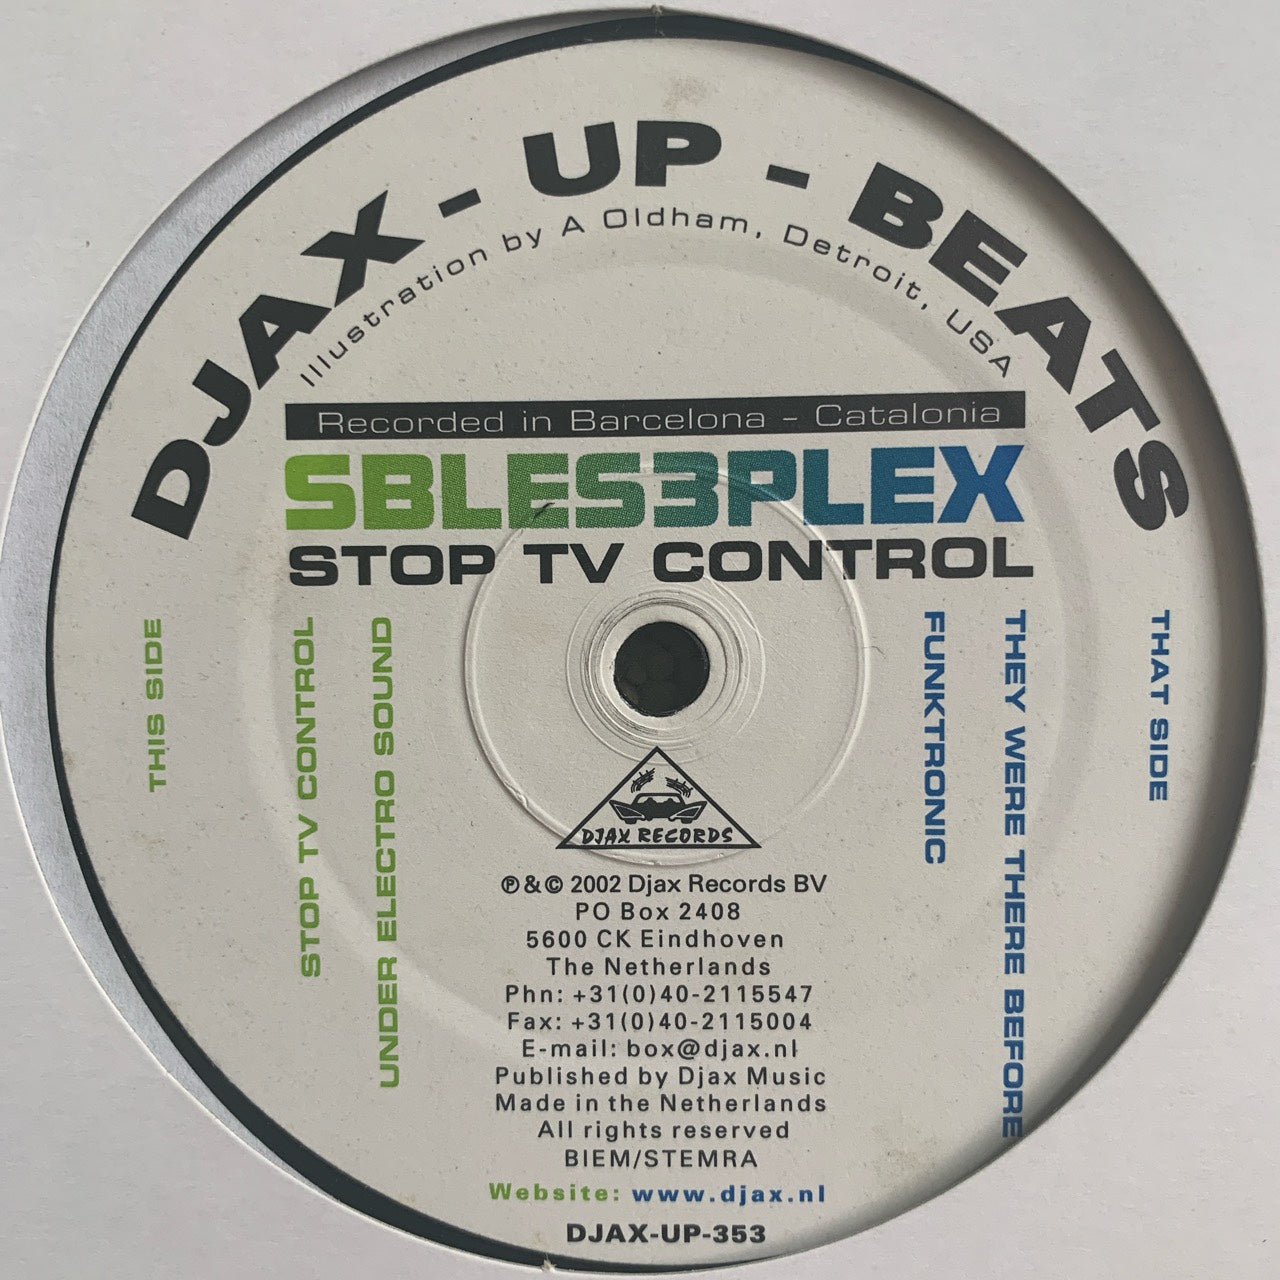 DJAX - UP - BEATS
Illustration by A Oldham, Detroit, USA
Recorded in Barcelona - Catalonia
SBLES3PLEX
STOP TV CONTROL
THIS SIDE
STOP TV CONTROL
UNDER ELECTRO SOUND
THAT SIDE
THEY WERE THERE BEFORE
FUNKTRONIC
DJAX RECORDS
℗ & © 2002 Djax Records BV
PO Box 2408
5600 CK Eindhoven
The Netherlands
Phn: +31(0)40-2115547
Fax: +31(0)40-2115004
E-mail: box@djax.nl
Published by Djax Music
Made in the Netherlands
All rights reserved
BIEM/STEMRA
Website: www.djax.nl
DJAX-UP-353